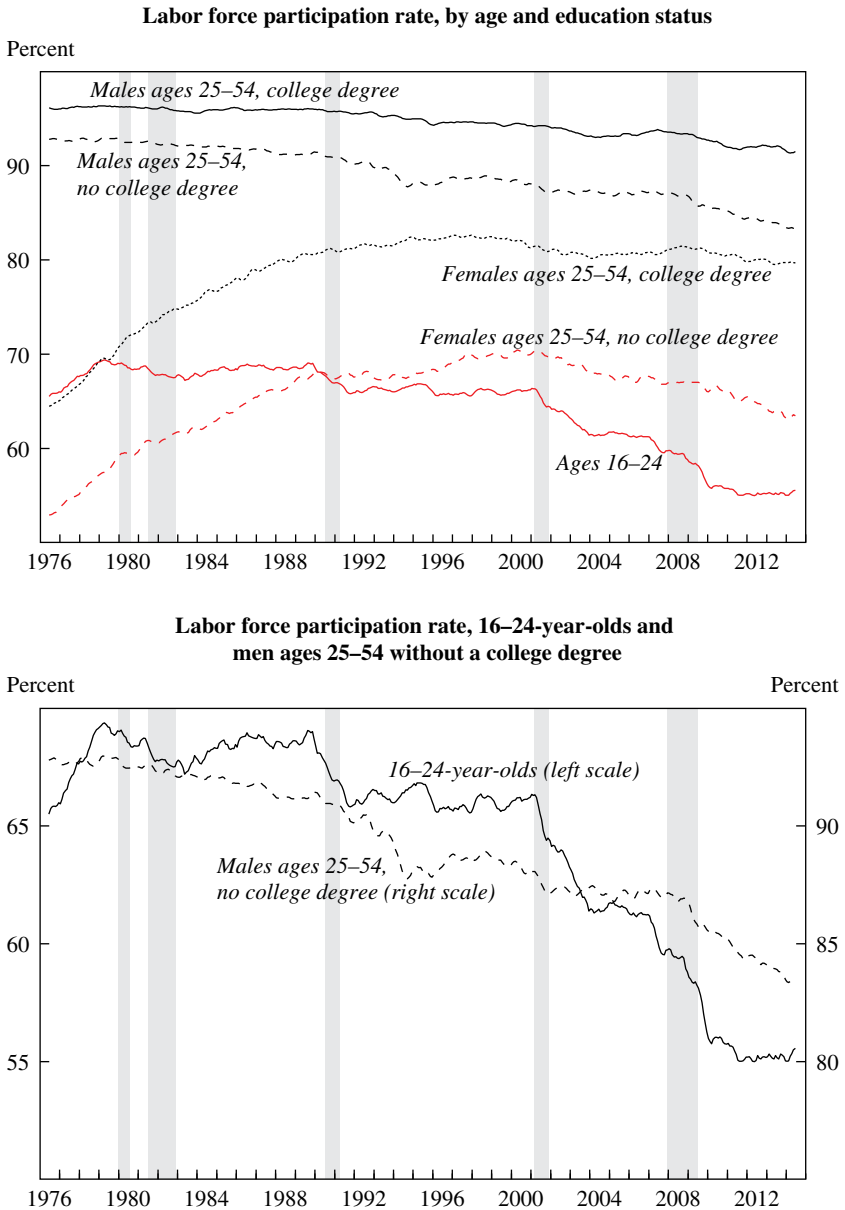 Labor force participation rate, by age and education status
Percent
Males ages 25–54, college degree
90
Males ages 25–54,
no college degree
80
Females ages 25–54, college degree
Females ages 25–54, no college degree
70
60
Ages 16–24
1976 1980 1984 1988 1992 1996 2000 2004 2008 2012
Labor force participation rate, 16–24-year-olds and
men ages 25–54 without a college degree
Percent Percent
16–24-year-olds (left scale)
65 90
Males ages 25–54,
no college degree (right scale)
60 85
55 80
1976 1980 1984 1988 1992 1996 2000 2004 2008 2012